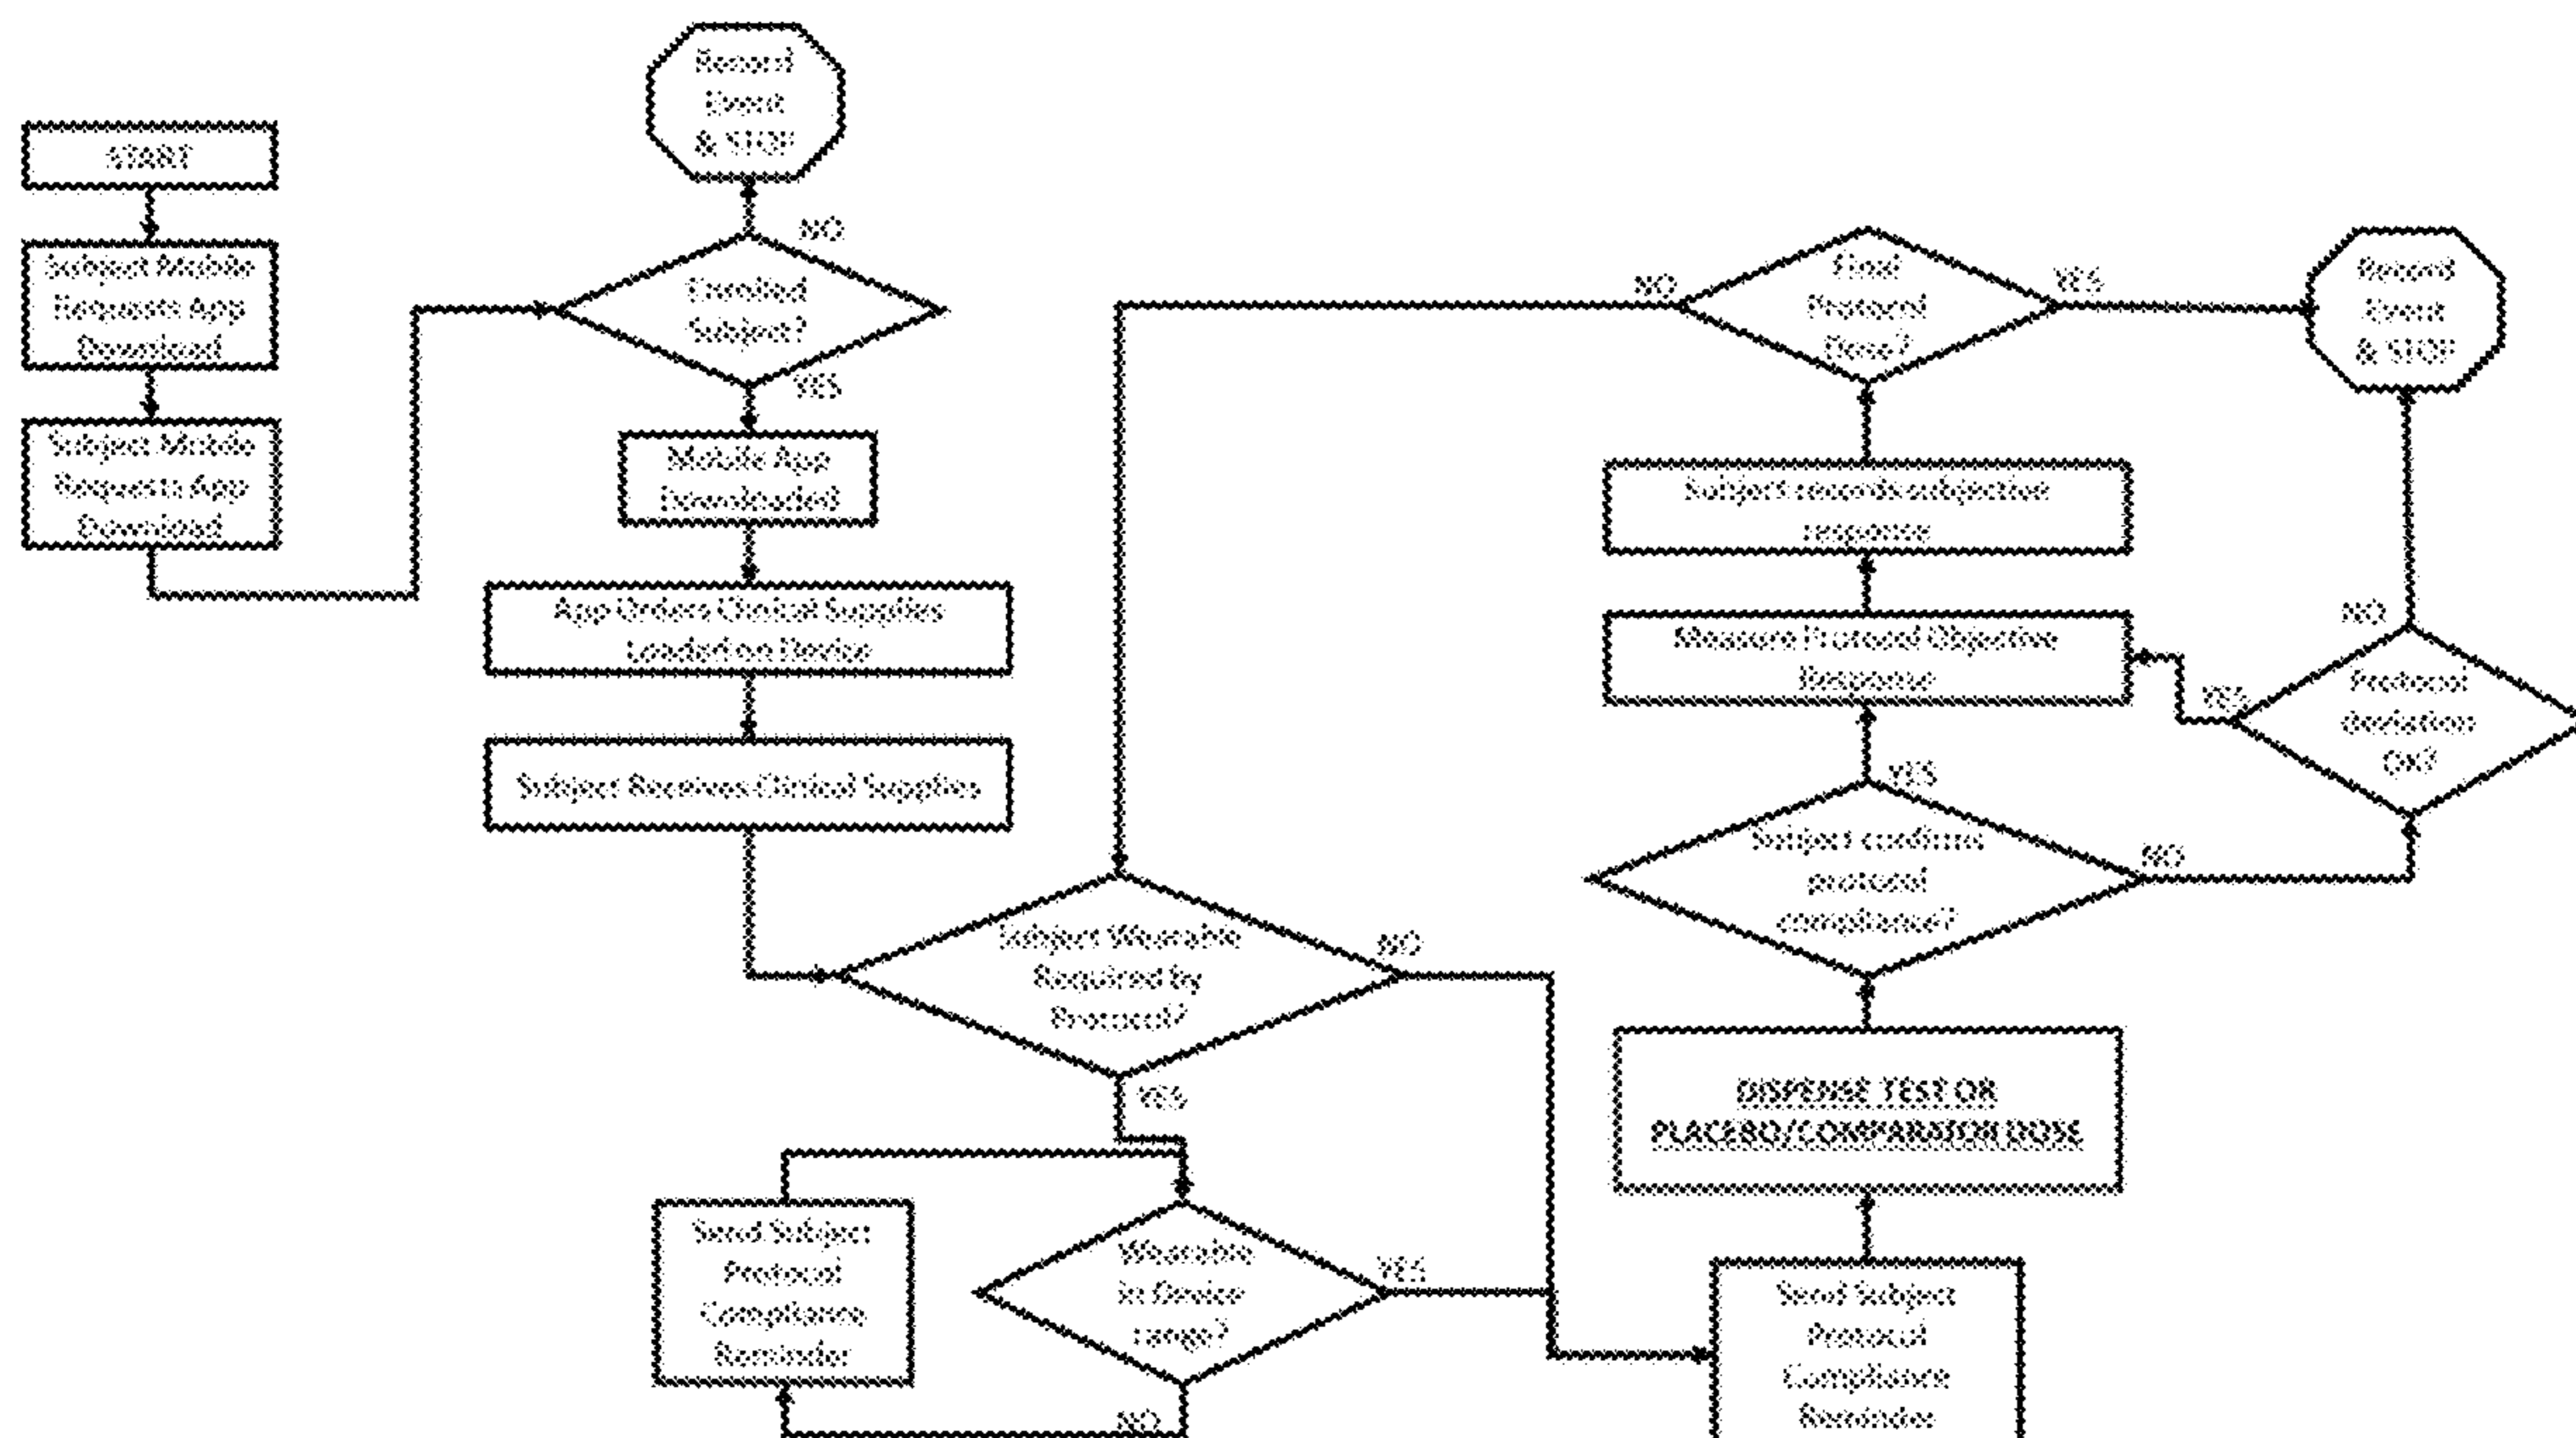 START
Subject Mobile
Requests App
Download
Subject Mobile
Requests App
Download
Record
Event
& STOP
NO
Enrolled
Subject?
YES
Mobile App
Downloaded
App Orders Clinical Supplies
Loaded on Device
Subject Receives Clinical Supplies
Subject Wearable
Required by
Protocol?
NO
YES
Send Subject
Protocol
Compliance
Reminder
Wearable
in Device
range?
YES
NO
Send Subject
Protocol
Compliance
Reminder
DISPENSE TEST OR
PLACEBO/COMPARATOR DOSE
Subject confirms
protocol
compliance?
YES
NO
Protocol
deviation
OK?
YES
NO
Measure Protocol Objective
Response
Subject records subjective
response
Final
Protocol
Dose?
NO
YES
Record
Event
& STOP